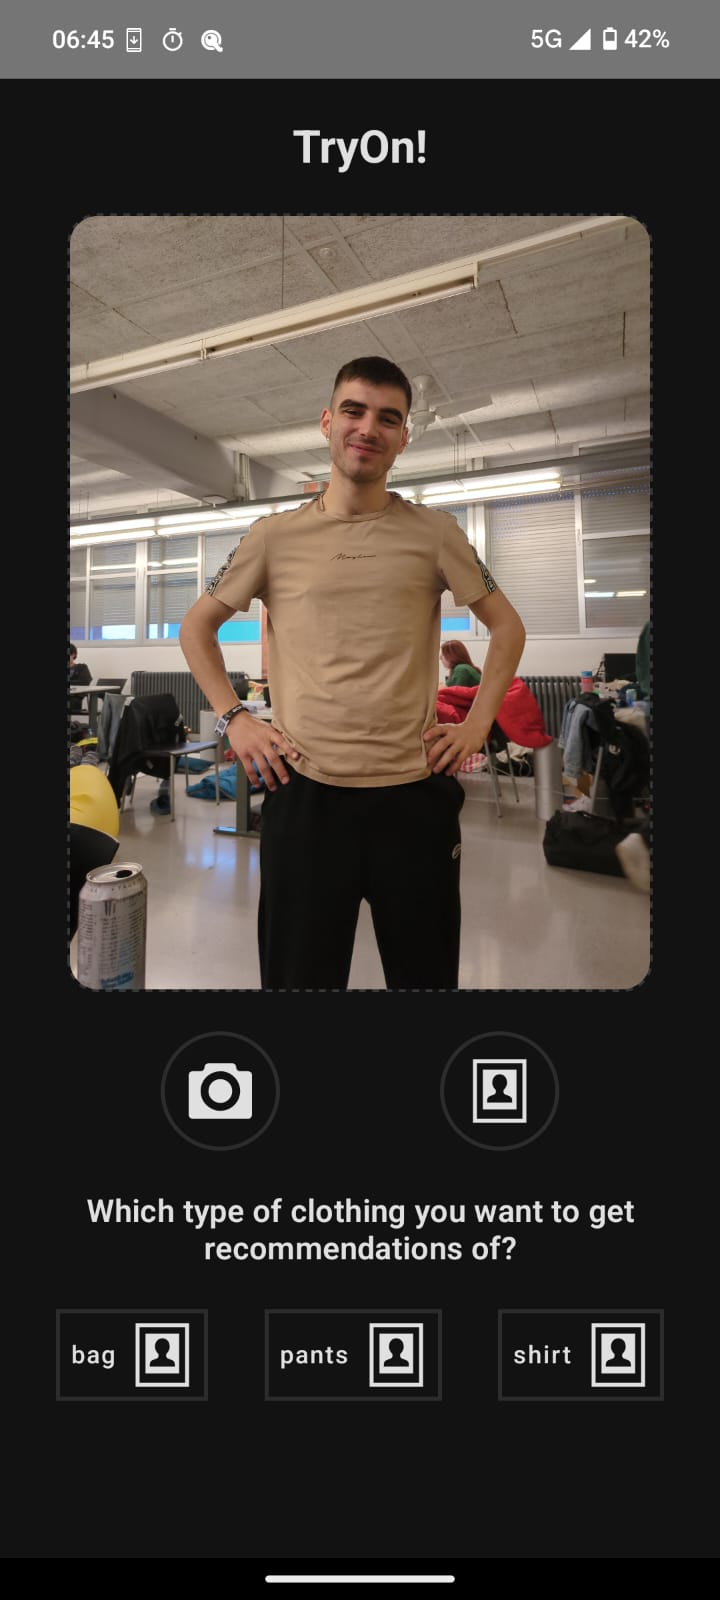 06:45 5G 42%
TryOn!
Which type of clothing you want to get
recommendations of?
bag pants shirt